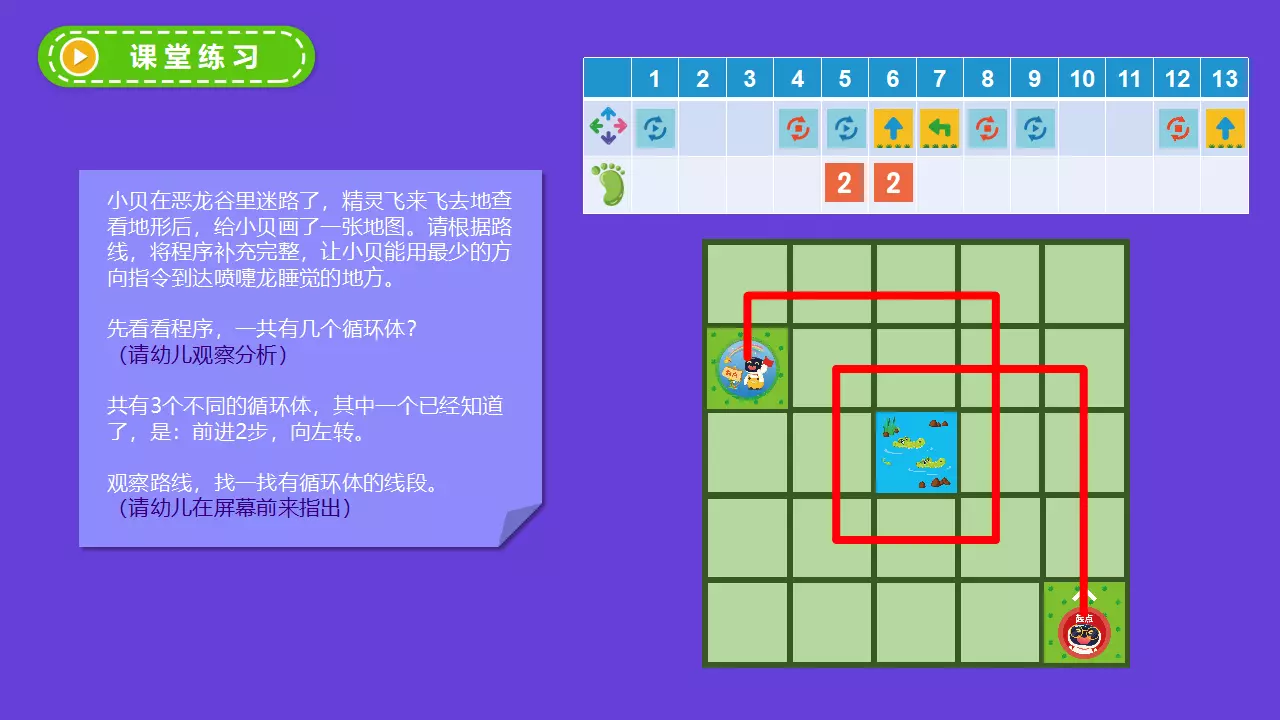 课堂练习
1 2 3 4 5 6 7 8 9 10 11 12 13
2 2
小贝在恶龙谷里迷路了，精灵飞来飞去地查
看地形后，给小贝画了一张地图。请根据路
线，将程序补充完整，让小贝能用最少的方
向指令到达喷嚏龙睡觉的地方。
先看看程序，一共有几个循环体？
（请幼儿观察分析）
共有3个不同的循环体，其中一个已经知道
了，是：前进2步，向左转。
观察路线，找一找有循环体的线段。
（请幼儿在屏幕前来指出）
起点